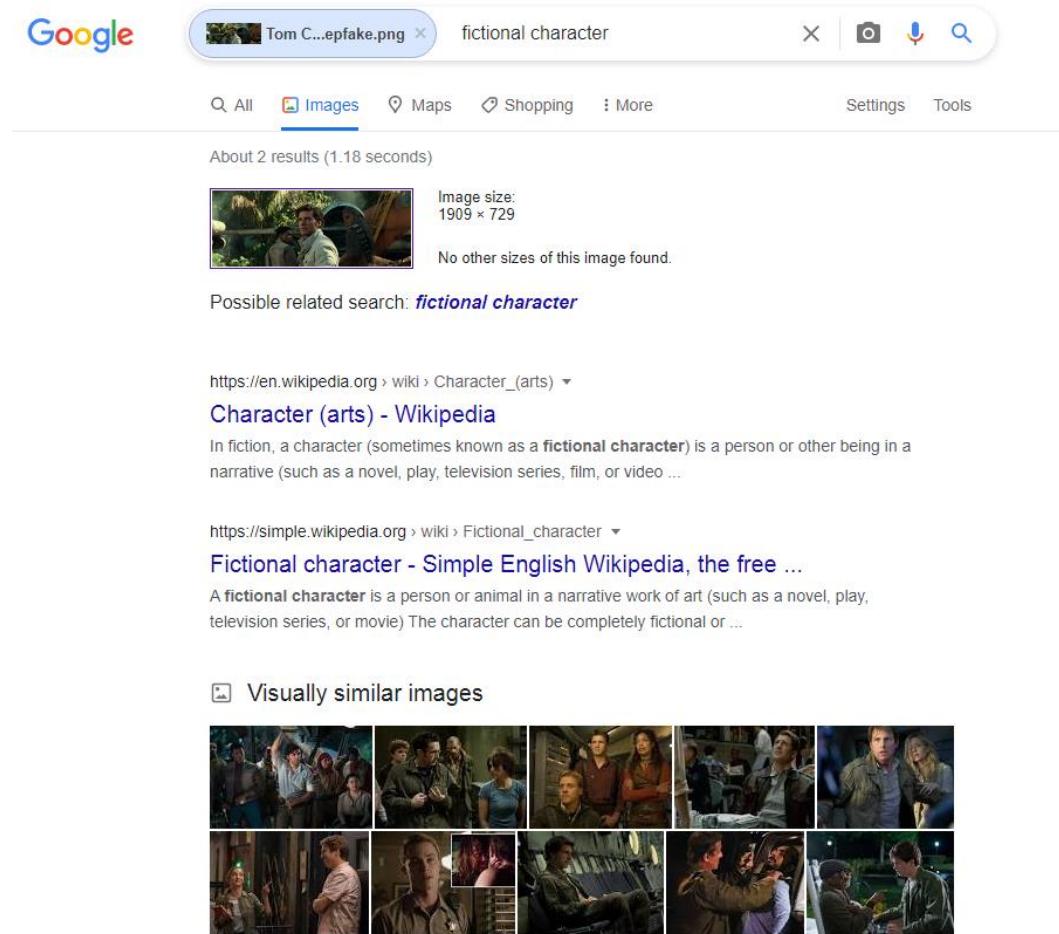 Google
Tom C...epfake.png × fictional character
All Images Maps Shopping More Settings Tools
About 2 results (1.18 seconds)
Image size:
1909 × 729
No other sizes of this image found.
Possible related search: fictional character
https://en.wikipedia.org › wiki › Character_(arts)
Character (arts) - Wikipedia
In fiction, a character (sometimes known as a fictional character) is a person or other being in a
narrative (such as a novel, play, television series, film, or video ...
https://simple.wikipedia.org › wiki › Fictional_character
Fictional character - Simple English Wikipedia, the free ...
A fictional character is a person or animal in a narrative work of art (such as a novel, play,
television series, or movie) The character can be completely fictional or ...
Visually similar images